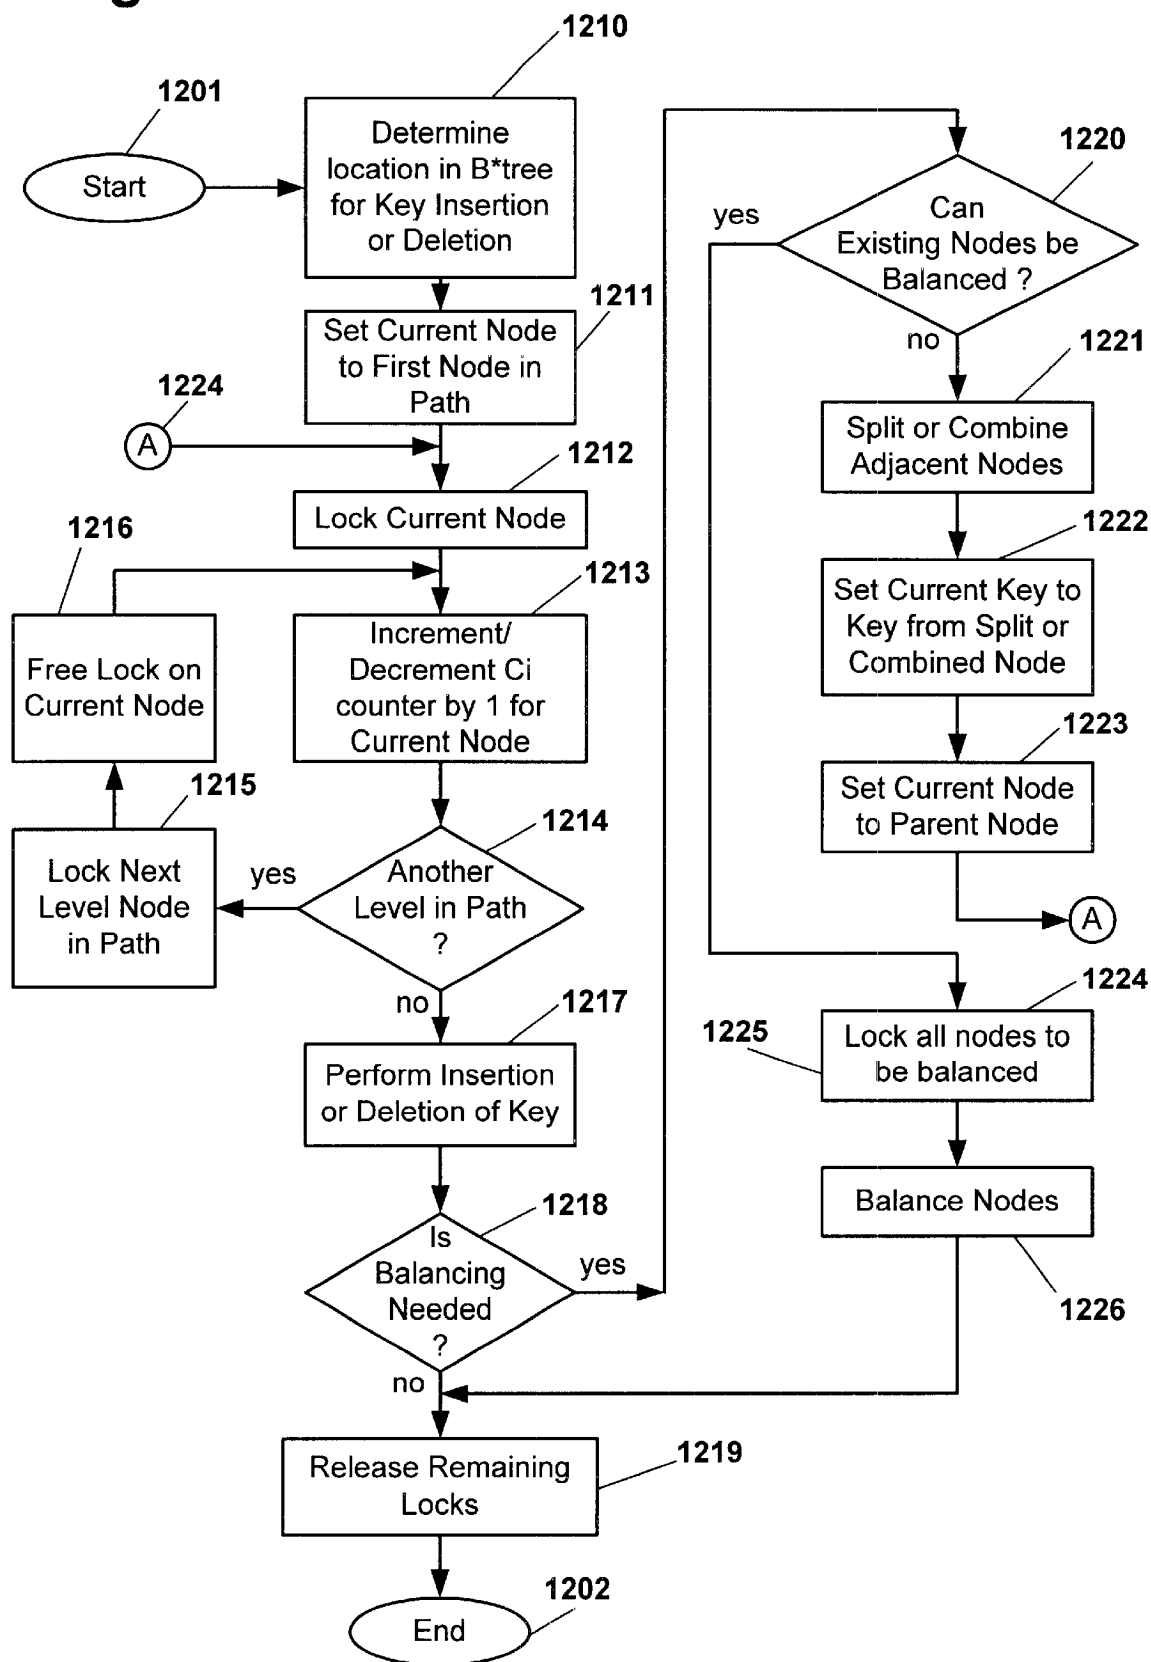 1210
1201
Start
Determine
location in B*tree
for Key Insertion
or Deletion
1211
Set Current Node
to First Node in
Path
1224
A
1212
Lock Current Node
1216
1213
Free Lock on
Current Node
Increment/
Decrement Ci
counter by 1 for
Current Node
1215
1214
Lock Next
Level Node
in Path
yes
Another
Level in Path
?
no
1217
Perform Insertion
or Deletion of Key
1218
Is
Balancing
Needed
?
yes
no
1219
Release Remaining
Locks
1202
End
1220
yes
Can
Existing Nodes be
Balanced ?
no
1221
Split or Combine
Adjacent Nodes
1222
Set Current Key to
Key from Split or
Combined Node
1223
Set Current Node
to Parent Node
A
1224
1225
Lock all nodes to
be balanced
Balance Nodes
1226